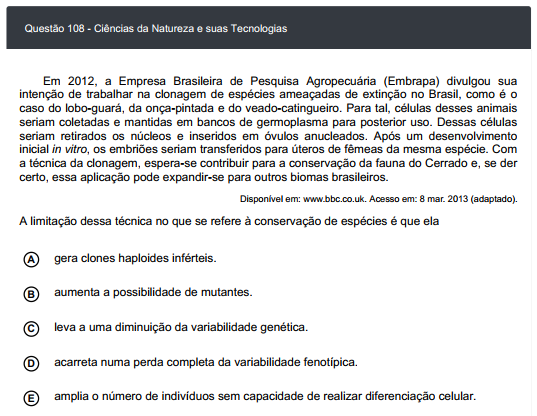 Questão 108 - Ciências da Natureza e suas Tecnologias
Em 2012, a Empresa Brasileira de Pesquisa Agropecuária (Embrapa) divulgou sua
intenção de trabalhar na clonagem de espécies ameaçadas de extinção no Brasil, como é o
caso do lobo-guará, da onça-pintada e do veado-catingueiro. Para tal, células desses animais
seriam coletadas e mantidas em bancos de germoplasma para posterior uso. Dessas células
seriam retirados os núcleos e inseridos em óvulos anucleados. Após um desenvolvimento
inicial in vitro, os embriões seriam transferidos para úteros de fêmeas da mesma espécie. Com
a técnica da clonagem, espera-se contribuir para a conservação da fauna do Cerrado e, se der
certo, essa aplicação pode expandir-se para outros biomas brasileiros.
Disponível em: www.bbc.co.uk. Acesso em: 8 mar. 2013 (adaptado).
A limitação dessa técnica no que se refere à conservação de espécies é que ela
A gera clones haploides inférteis.
B aumenta a possibilidade de mutantes.
C leva a uma diminuição da variabilidade genética.
D acarreta numa perda completa da variabilidade fenotípica.
E amplia o número de indivíduos sem capacidade de realizar diferenciação celular.